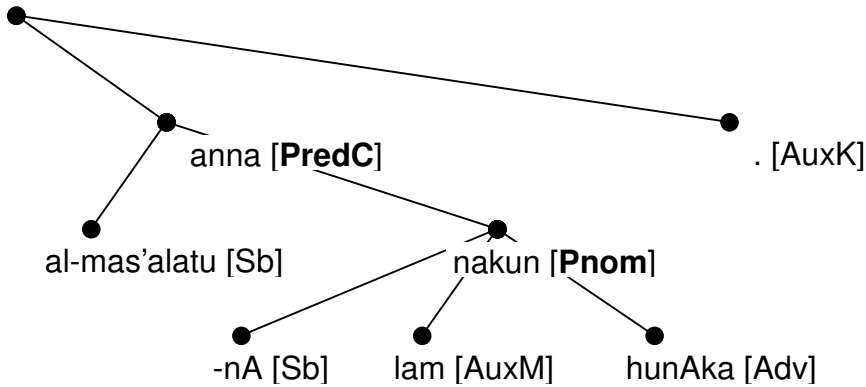 anna [PredC]
. [AuxK]
al-mas'alatu [Sb]
nakun [Pnom]
-nA [Sb]
lam [AuxM]
hunAka [Adv]